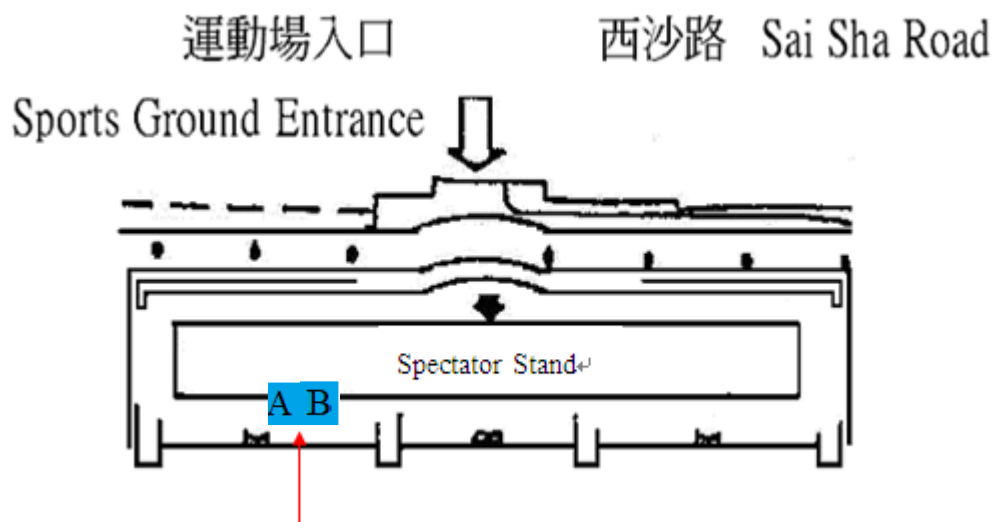 運動場入口 西沙路 Sai Sha Road
Sports Ground Entrance
Spectator Stand↵
A B